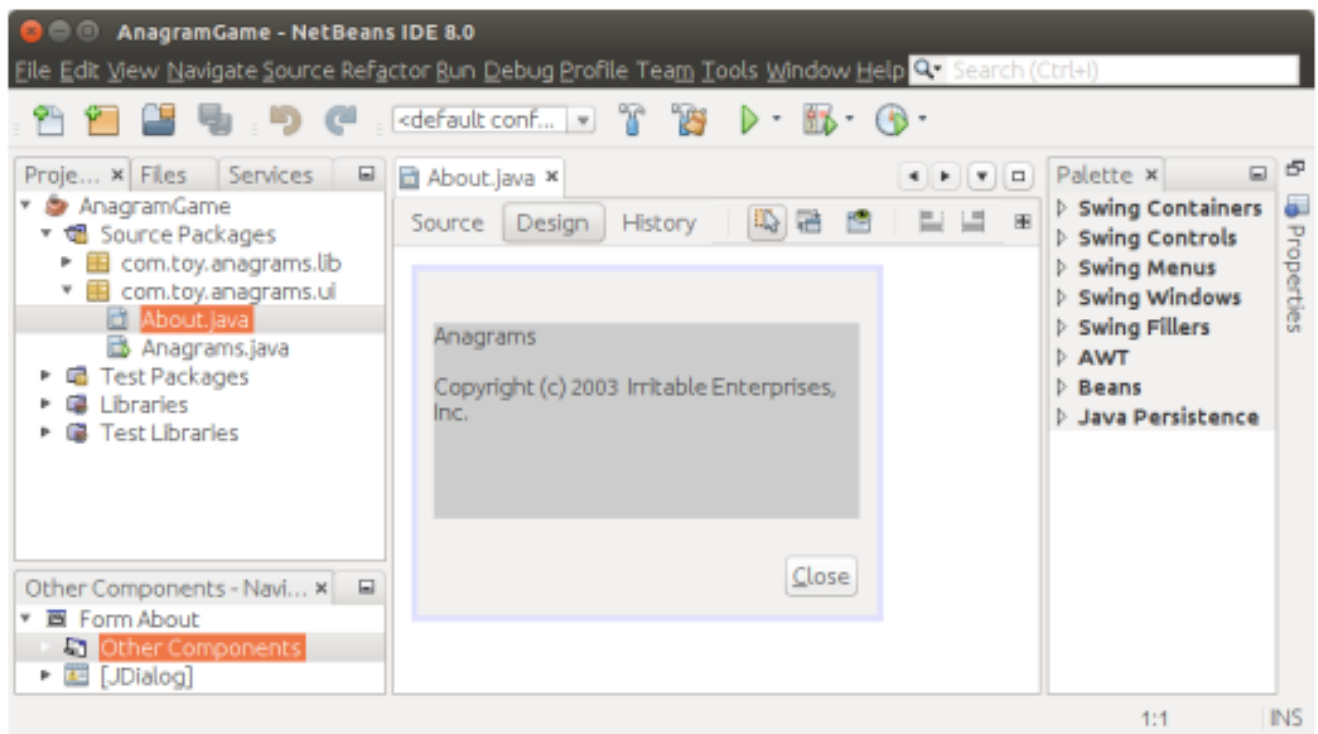 AnagramGame - NetBeans IDE 8.0
File Edit View Navigate Source Refactor Run Debug Profile Team Tools Window Help Search (Ctrl+I)
<default conf...
Proje... Files Services
AnagramGame
Source Packages
com.toy.anagrams.lib
com.toy.anagrams.ui
About.java
Anagrams.java
Test Packages
Libraries
Test Libraries
Other Components - Navi...
Form About
Other Components
[JDialog]
About.java
Source Design History
Anagrams
Copyright (c) 2003 Irritable Enterprises,
Inc.
Close
Palette
Swing Containers
Swing Controls
Swing Menus
Swing Windows
Swing Fillers
AWT
Beans
Java Persistence
Properties
1:1 INS